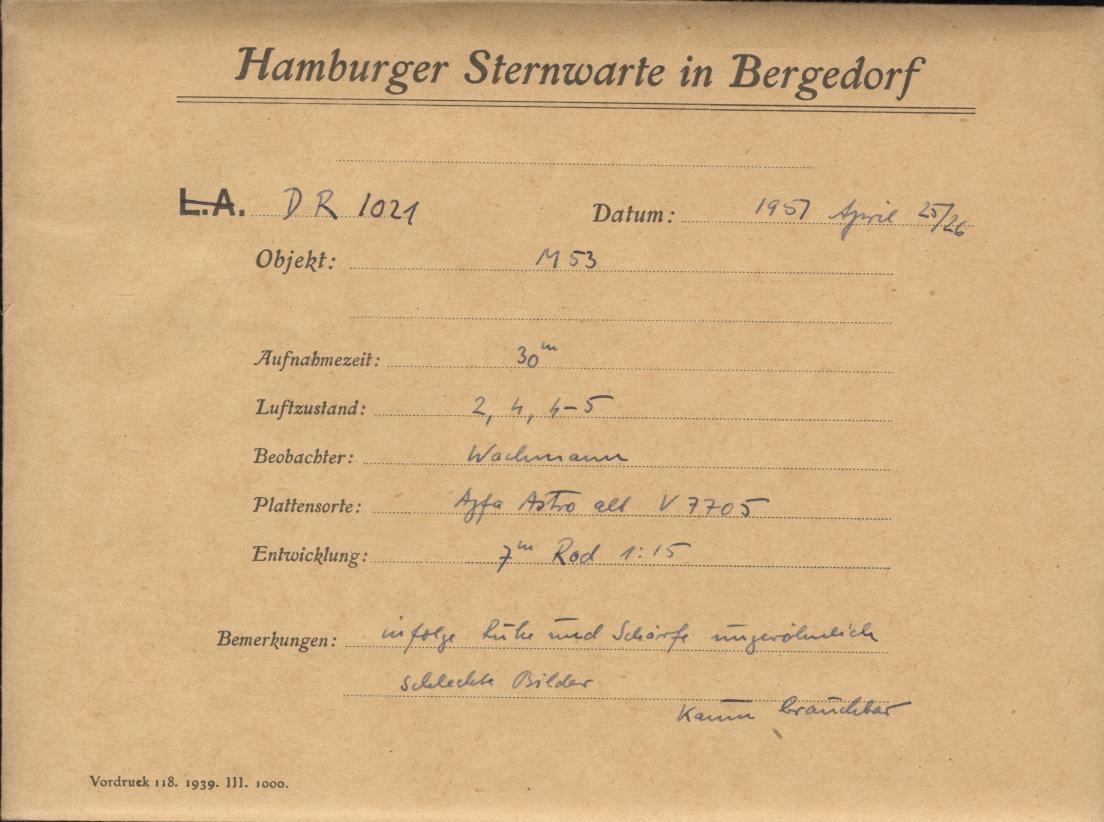 Hamburger Sternwarte in Bergedorf
L.A. DR 1021 Datum: 1957 April 25/26
Objekt: M 53
Aufnahmezeit: 30ᵐ
Luftzustand: 2, 4, 4-5
Beobachter: Wachmann
Plattensorte: Agfa Astro alt V 7705
Entwicklung: 7ᵐ Rod 1:15
Bemerkungen: infolge Ruhe und Schärfe ungewöhnlich
schlechte Bilder
Kaum brauchbar
Vordruck 118. 1939. III. 1000.